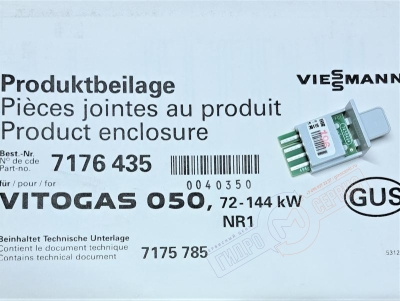 VIESSMANN
Produktbeilage
Pièces jointes au produit
Product enclosure
Best.-Nr
N° de cde
Part.-no.
7176 435
0040350
für / pour / for
VITOGAS 050, 72-144 kW
NR1
GUS
Beinhaltet Technische Unterlage
Contient le document technique
Contains technical document
7175 785
5312